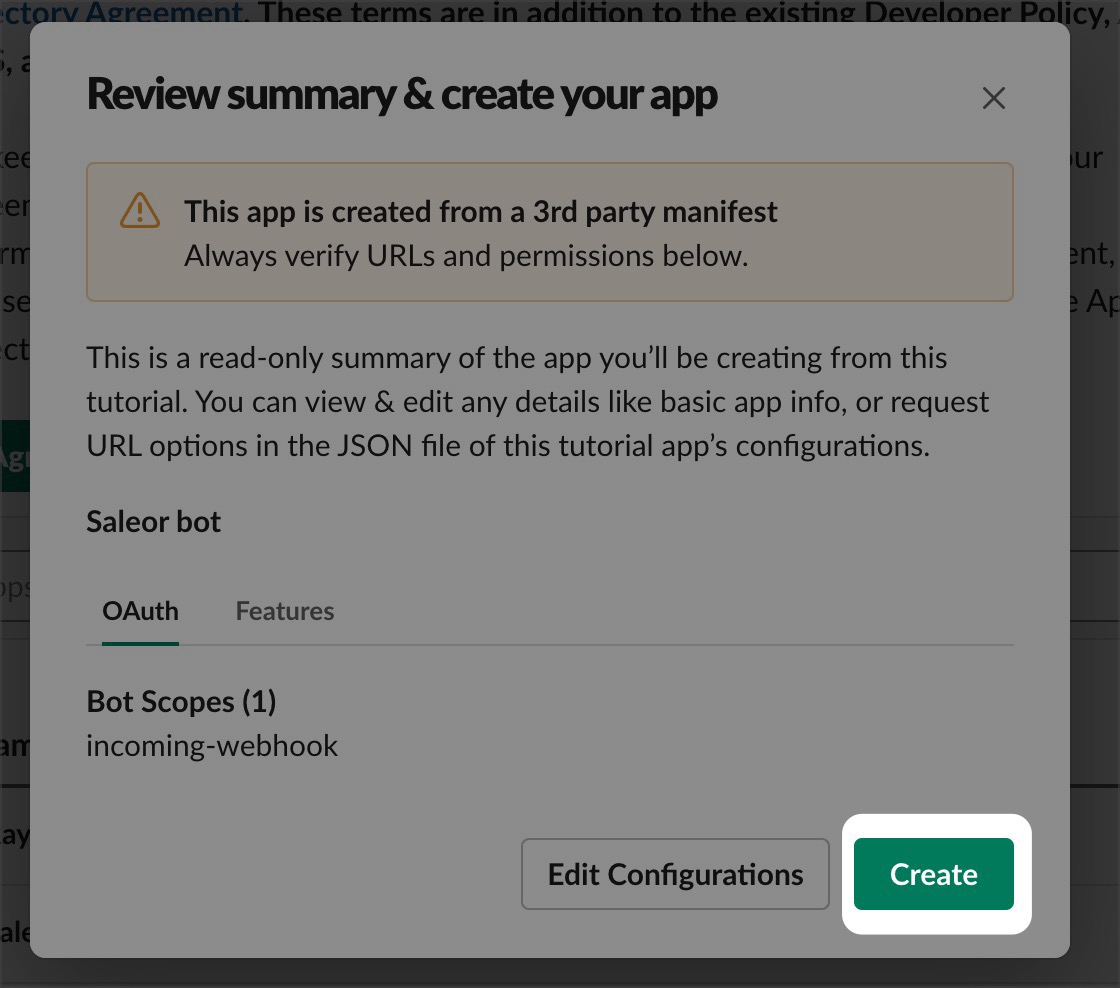 ectory Agreement. These terms are in addition to the existing Developer Policy,
Review summary & create your app
This app is created from a 3rd party manifest
Always verify URLs and permissions below.
This is a read-only summary of the app you’ll be creating from this
tutorial. You can view & edit any details like basic app info, or request
URL options in the JSON file of this tutorial app’s configurations.
Saleor bot
OAuth Features
Bot Scopes (1)
incoming-webhook
Edit Configurations Create